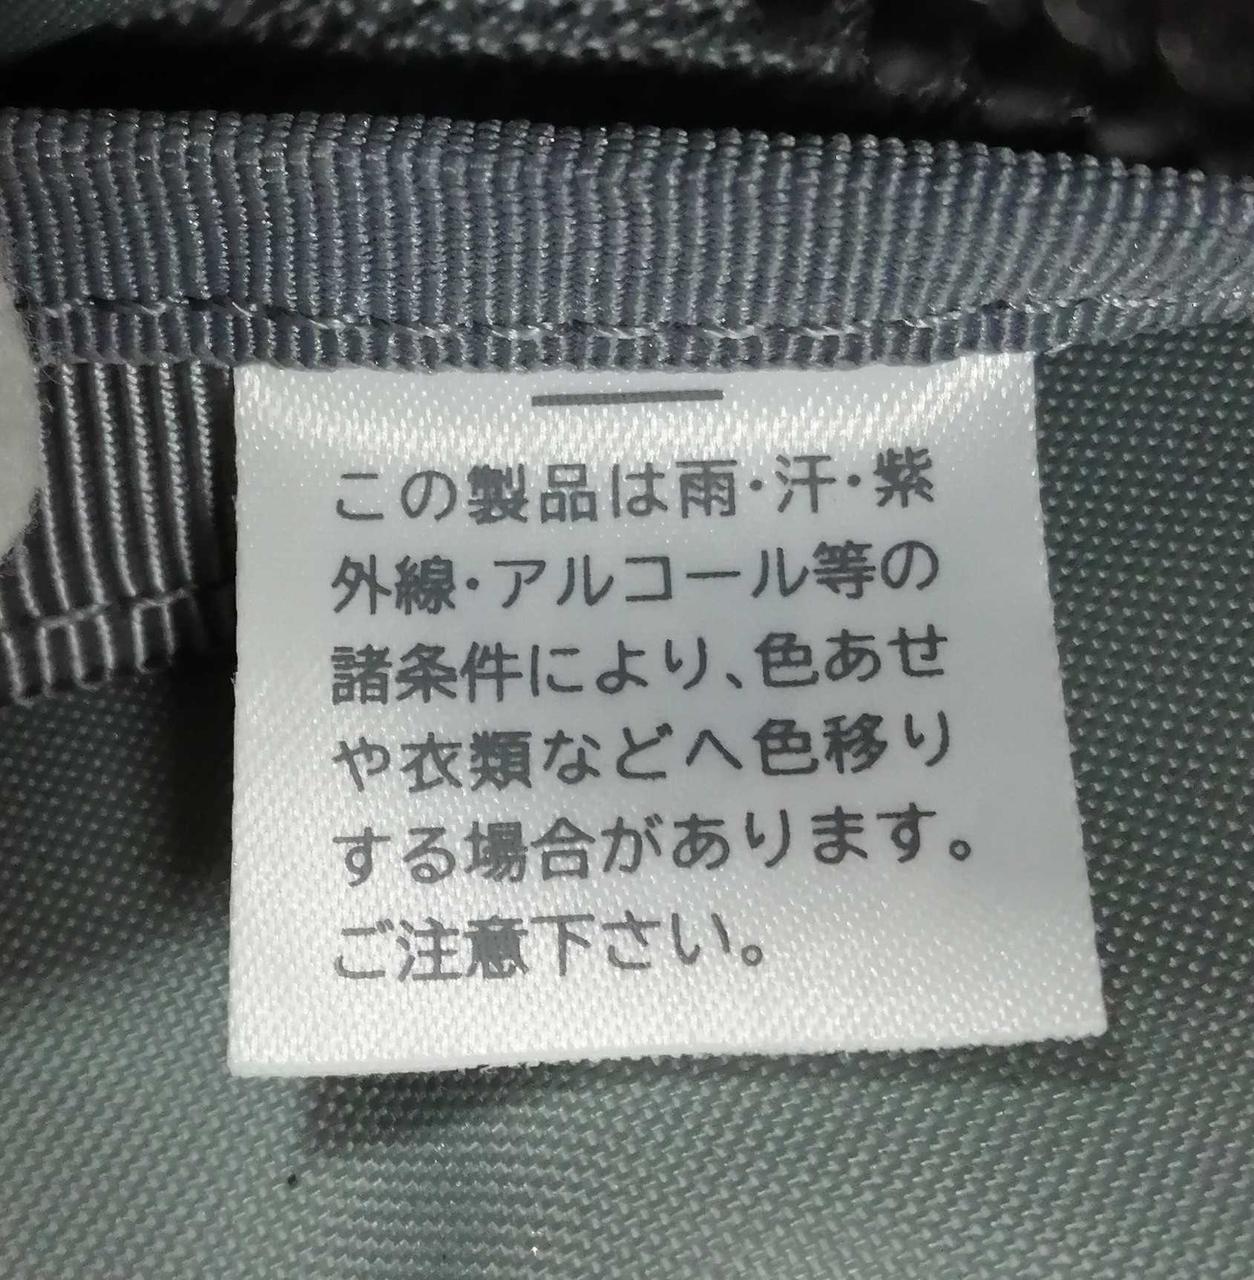 この製品は雨・汗・紫
外線・アルコール等の
諸条件により、色あせ
や衣類などへ色移り
する場合があります。
ご注意下さい。